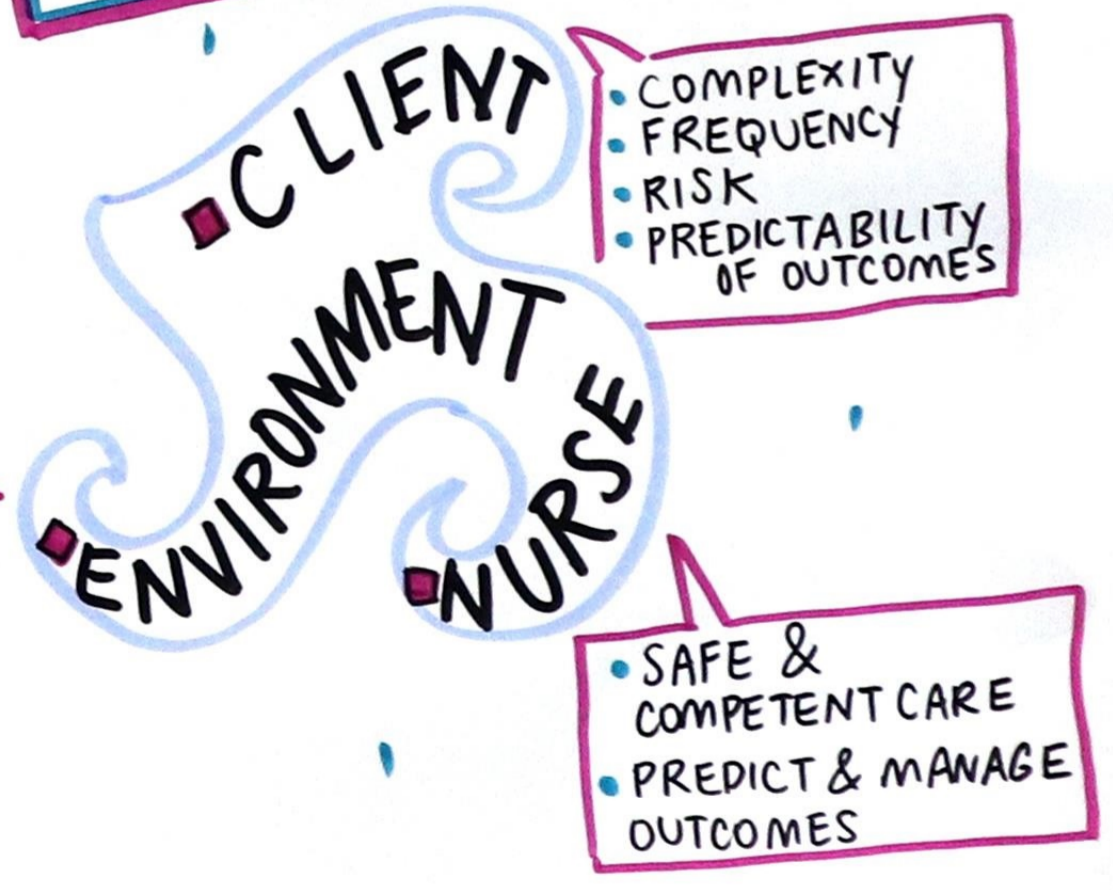 CLIENT
• COMPLEXITY
• FREQUENCY
• RISK
• PREDICTABILITY
OF OUTCOMES
ENVIRONMENT
NURSE
• SAFE &
COMPETENT CARE
• PREDICT & MANAGE
OUTCOMES